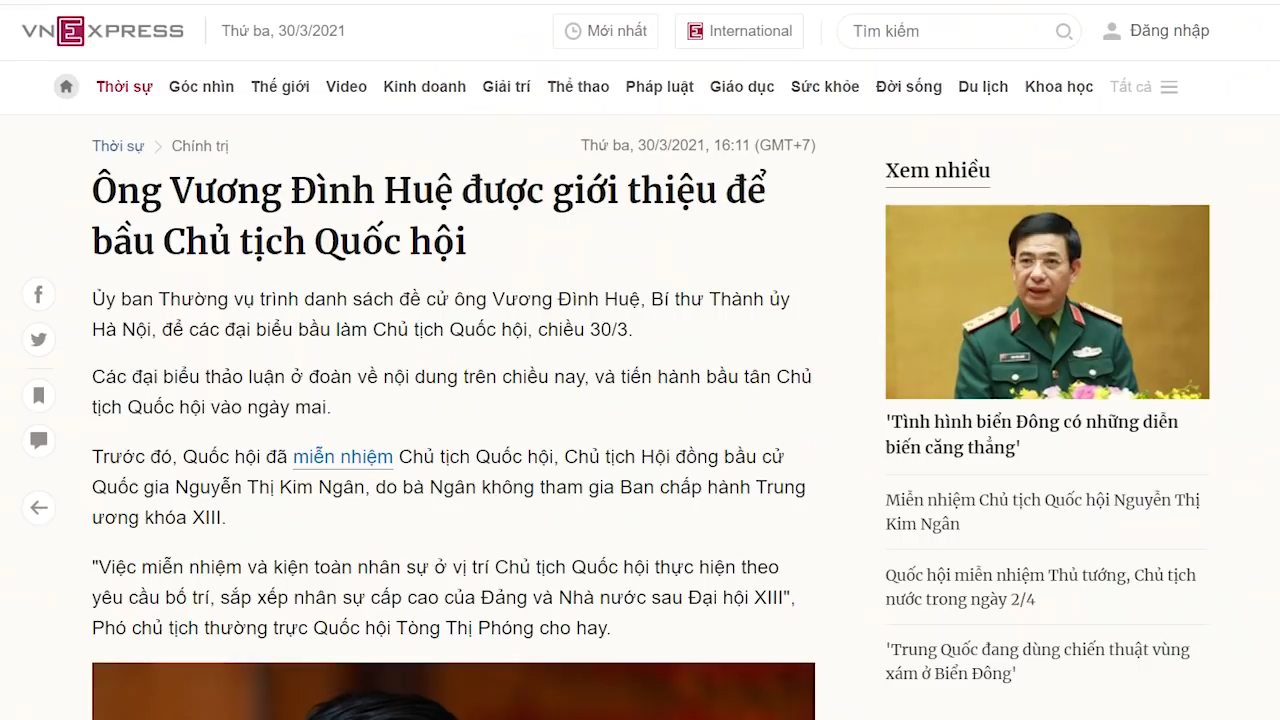 VNEXPRESS
Thứ ba, 30/3/2021
Mới nhất
E International
Tìm kiếm
Đăng nhập
Thời sự Góc nhìn Thế giới Video Kinh doanh Giải trí Thể thao Pháp luật Giáo dục Sức khỏe Đời sống Du lịch Khoa học Tất cả
Thời sự > Chính trị
Thứ ba, 30/3/2021, 16:11 (GMT+7)
Ông Vương Đình Huệ được giới thiệu để
bầu Chủ tịch Quốc hội
Ủy ban Thường vụ trình danh sách đề cử ông Vương Đình Huệ, Bí thư Thành ủy
Hà Nội, để các đại biểu bầu làm Chủ tịch Quốc hội, chiều 30/3.
Các đại biểu thảo luận ở đoàn về nội dung trên chiều nay, và tiến hành bầu tân Chủ
tịch Quốc hội vào ngày mai.
Trước đó, Quốc hội đã miễn nhiệm Chủ tịch Quốc hội, Chủ tịch Hội đồng bầu cử
Quốc gia Nguyễn Thị Kim Ngân, do bà Ngân không tham gia Ban chấp hành Trung
ương khóa XIII.
"Việc miễn nhiệm và kiện toàn nhân sự ở vị trí Chủ tịch Quốc hội thực hiện theo
yêu cầu bố trí, sắp xếp nhân sự cấp cao của Đảng và Nhà nước sau Đại hội XIII",
Phó chủ tịch thường trực Quốc hội Tòng Thị Phóng cho hay.
Xem nhiều
'Tình hình biển Đông có những diễn
biến căng thẳng'
Miễn nhiệm Chủ tịch Quốc hội Nguyễn Thị
Kim Ngân
Quốc hội miễn nhiệm Thủ tướng, Chủ tịch
nước trong ngày 2/4
'Trung Quốc đang dùng chiến thuật vùng
xám ở Biển Đông'